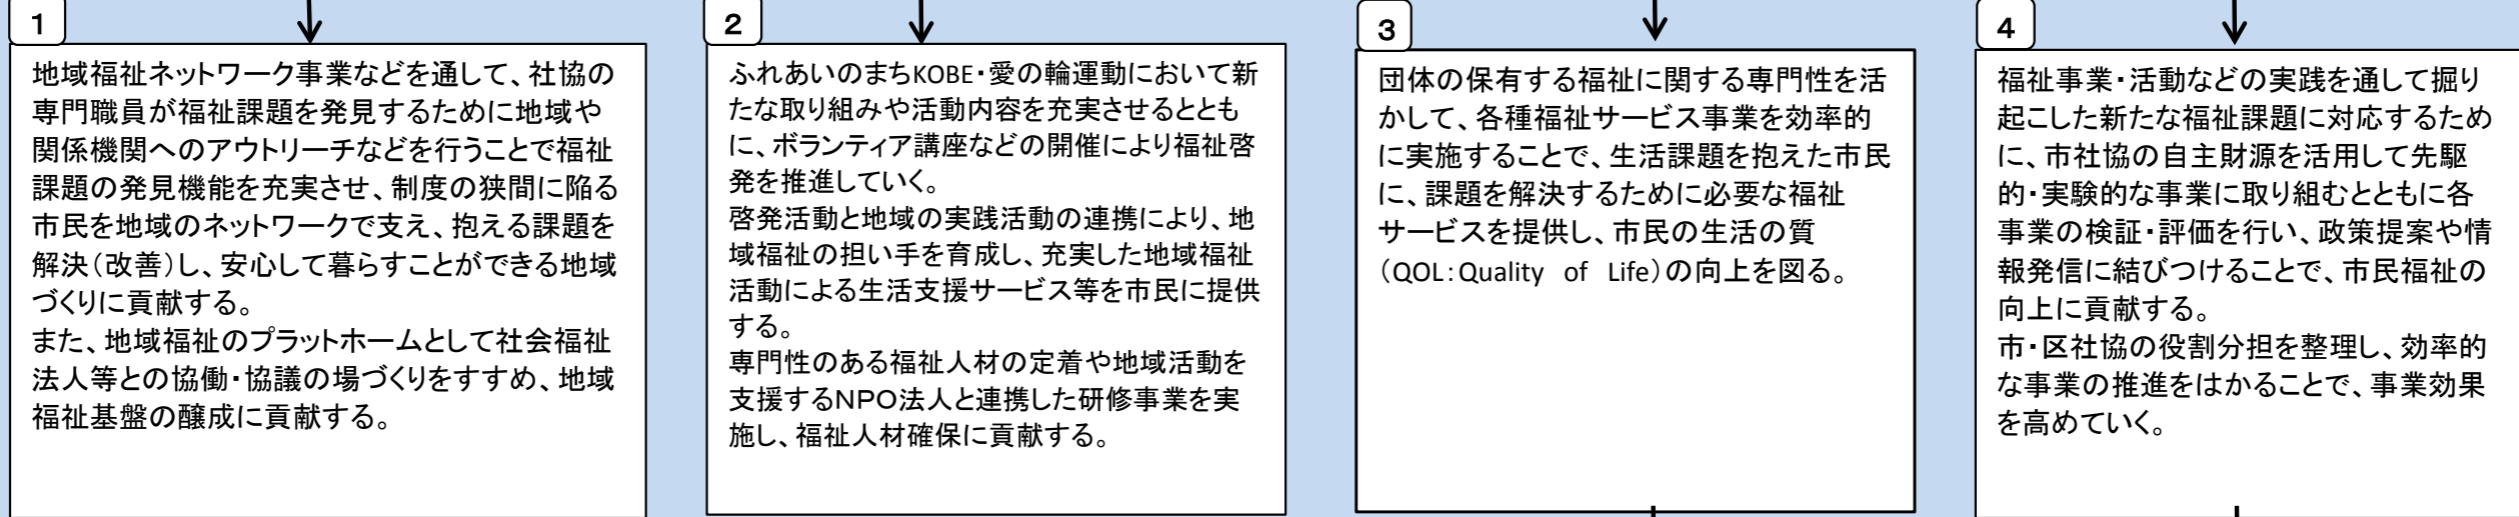 1
地域福祉ネットワーク事業などを通して、社協の
専門職員が福祉課題を発見するために地域や
関係機関へのアウトリーチなどを行うことで福祉
課題の発見機能を充実させ、制度の狭間に陥る
市民を地域のネットワークで支え、抱える課題を
解決（改善）し、安心して暮らすことができる地域
づくりに貢献する。
また、地域福祉のプラットホームとして社会福祉
法人等との協働・協議の場づくりをすすめ、地域
福祉基盤の醸成に貢献する。
2
ふれあいのまちKOBE・愛の輪運動において新
たな取り組みや活動内容を充実させるととも
に、ボランティア講座などの開催により福祉啓
発を推進していく。
啓発活動と地域の実践活動の連携により、地
域福祉の担い手を育成し、充実した地域福祉
活動による生活支援サービス等を市民に提供
する。
専門性のある福祉人材の定着や地域活動を
支援するNPO法人と連携した研修事業を実
施し、福祉人材確保に貢献する。
3
団体の保有する福祉に関する専門性を活
かして、各種福祉サービス事業を効率的
に実施することで、生活課題を抱えた市民
に、課題を解決するために必要な福祉
サービスを提供し、市民の生活の質
（QOL：Quality　of　Life）の向上を図る。
4
福祉事業・活動などの実践を通して掘り
起こした新たな福祉課題に対応するため
に、市社協の自主財源を活用して先駆
的・実験的な事業に取り組むとともに各
事業の検証・評価を行い、政策提案や情
報発信に結びつけることで、市民福祉の
向上に貢献する。
市・区社協の役割分担を整理し、効率的
な事業の推進をはかることで、事業効果
を高めていく。